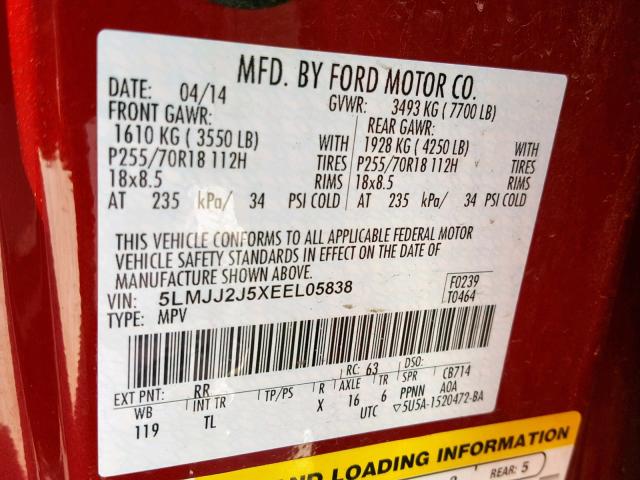 MFD. BY FORD MOTOR CO.
DATE: 04/14 GVWR: 3493 KG ( 7700 LB)
FRONT GAWR: REAR GAWR:
1610 KG ( 3550 LB) WITH 1928 KG ( 4250 LB) WITH
P255/70R18 112H TIRES P255/70R18 112H TIRES
18x8.5 RIMS 18x8.5 RIMS
AT 235 kPa/ 34 PSI COLD AT 235 kPa/ 34 PSI COLD
THIS VEHICLE CONFORMS TO ALL APPLICABLE FEDERAL MOTOR
VEHICLE SAFETY STANDARDS IN EFFECT ON THE DATE OF
MANUFACTURE SHOWN ABOVE.
VIN: 5LMJJ2J5XEEL05838 F0239
TYPE: MPV T0464
EXT PNT: RR RC: 63 DSO:
WB INT TR TP/PS R AXLE TR SPR CB714
119 TL X 16 6 PPNN A0A
UTC ▽5U5A-1520472-BA
AND LOADING INFORMATION
REAR: 5